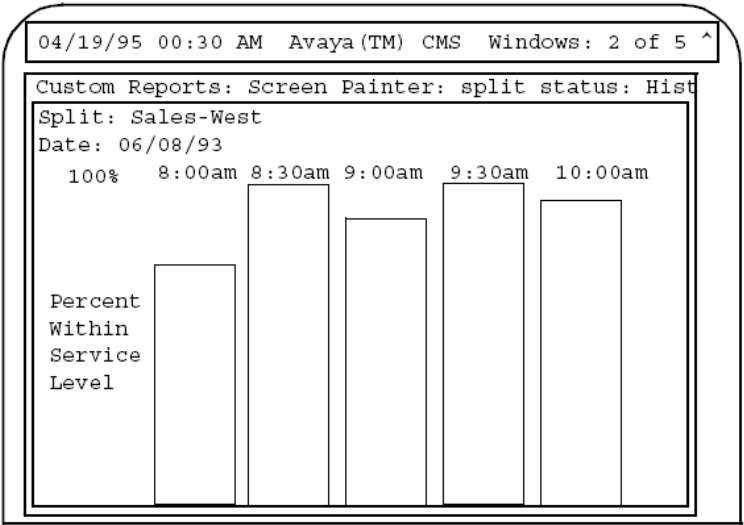 04/19/95 00:30 AM Avaya(TM) CMS Windows: 2 of 5 ^
Custom Reports: Screen Painter: split status: Hist
Split: Sales-West
Date: 06/08/93
100% 8:00am 8:30am 9:00am 9:30am 10:00am
Percent
Within
Service
Level